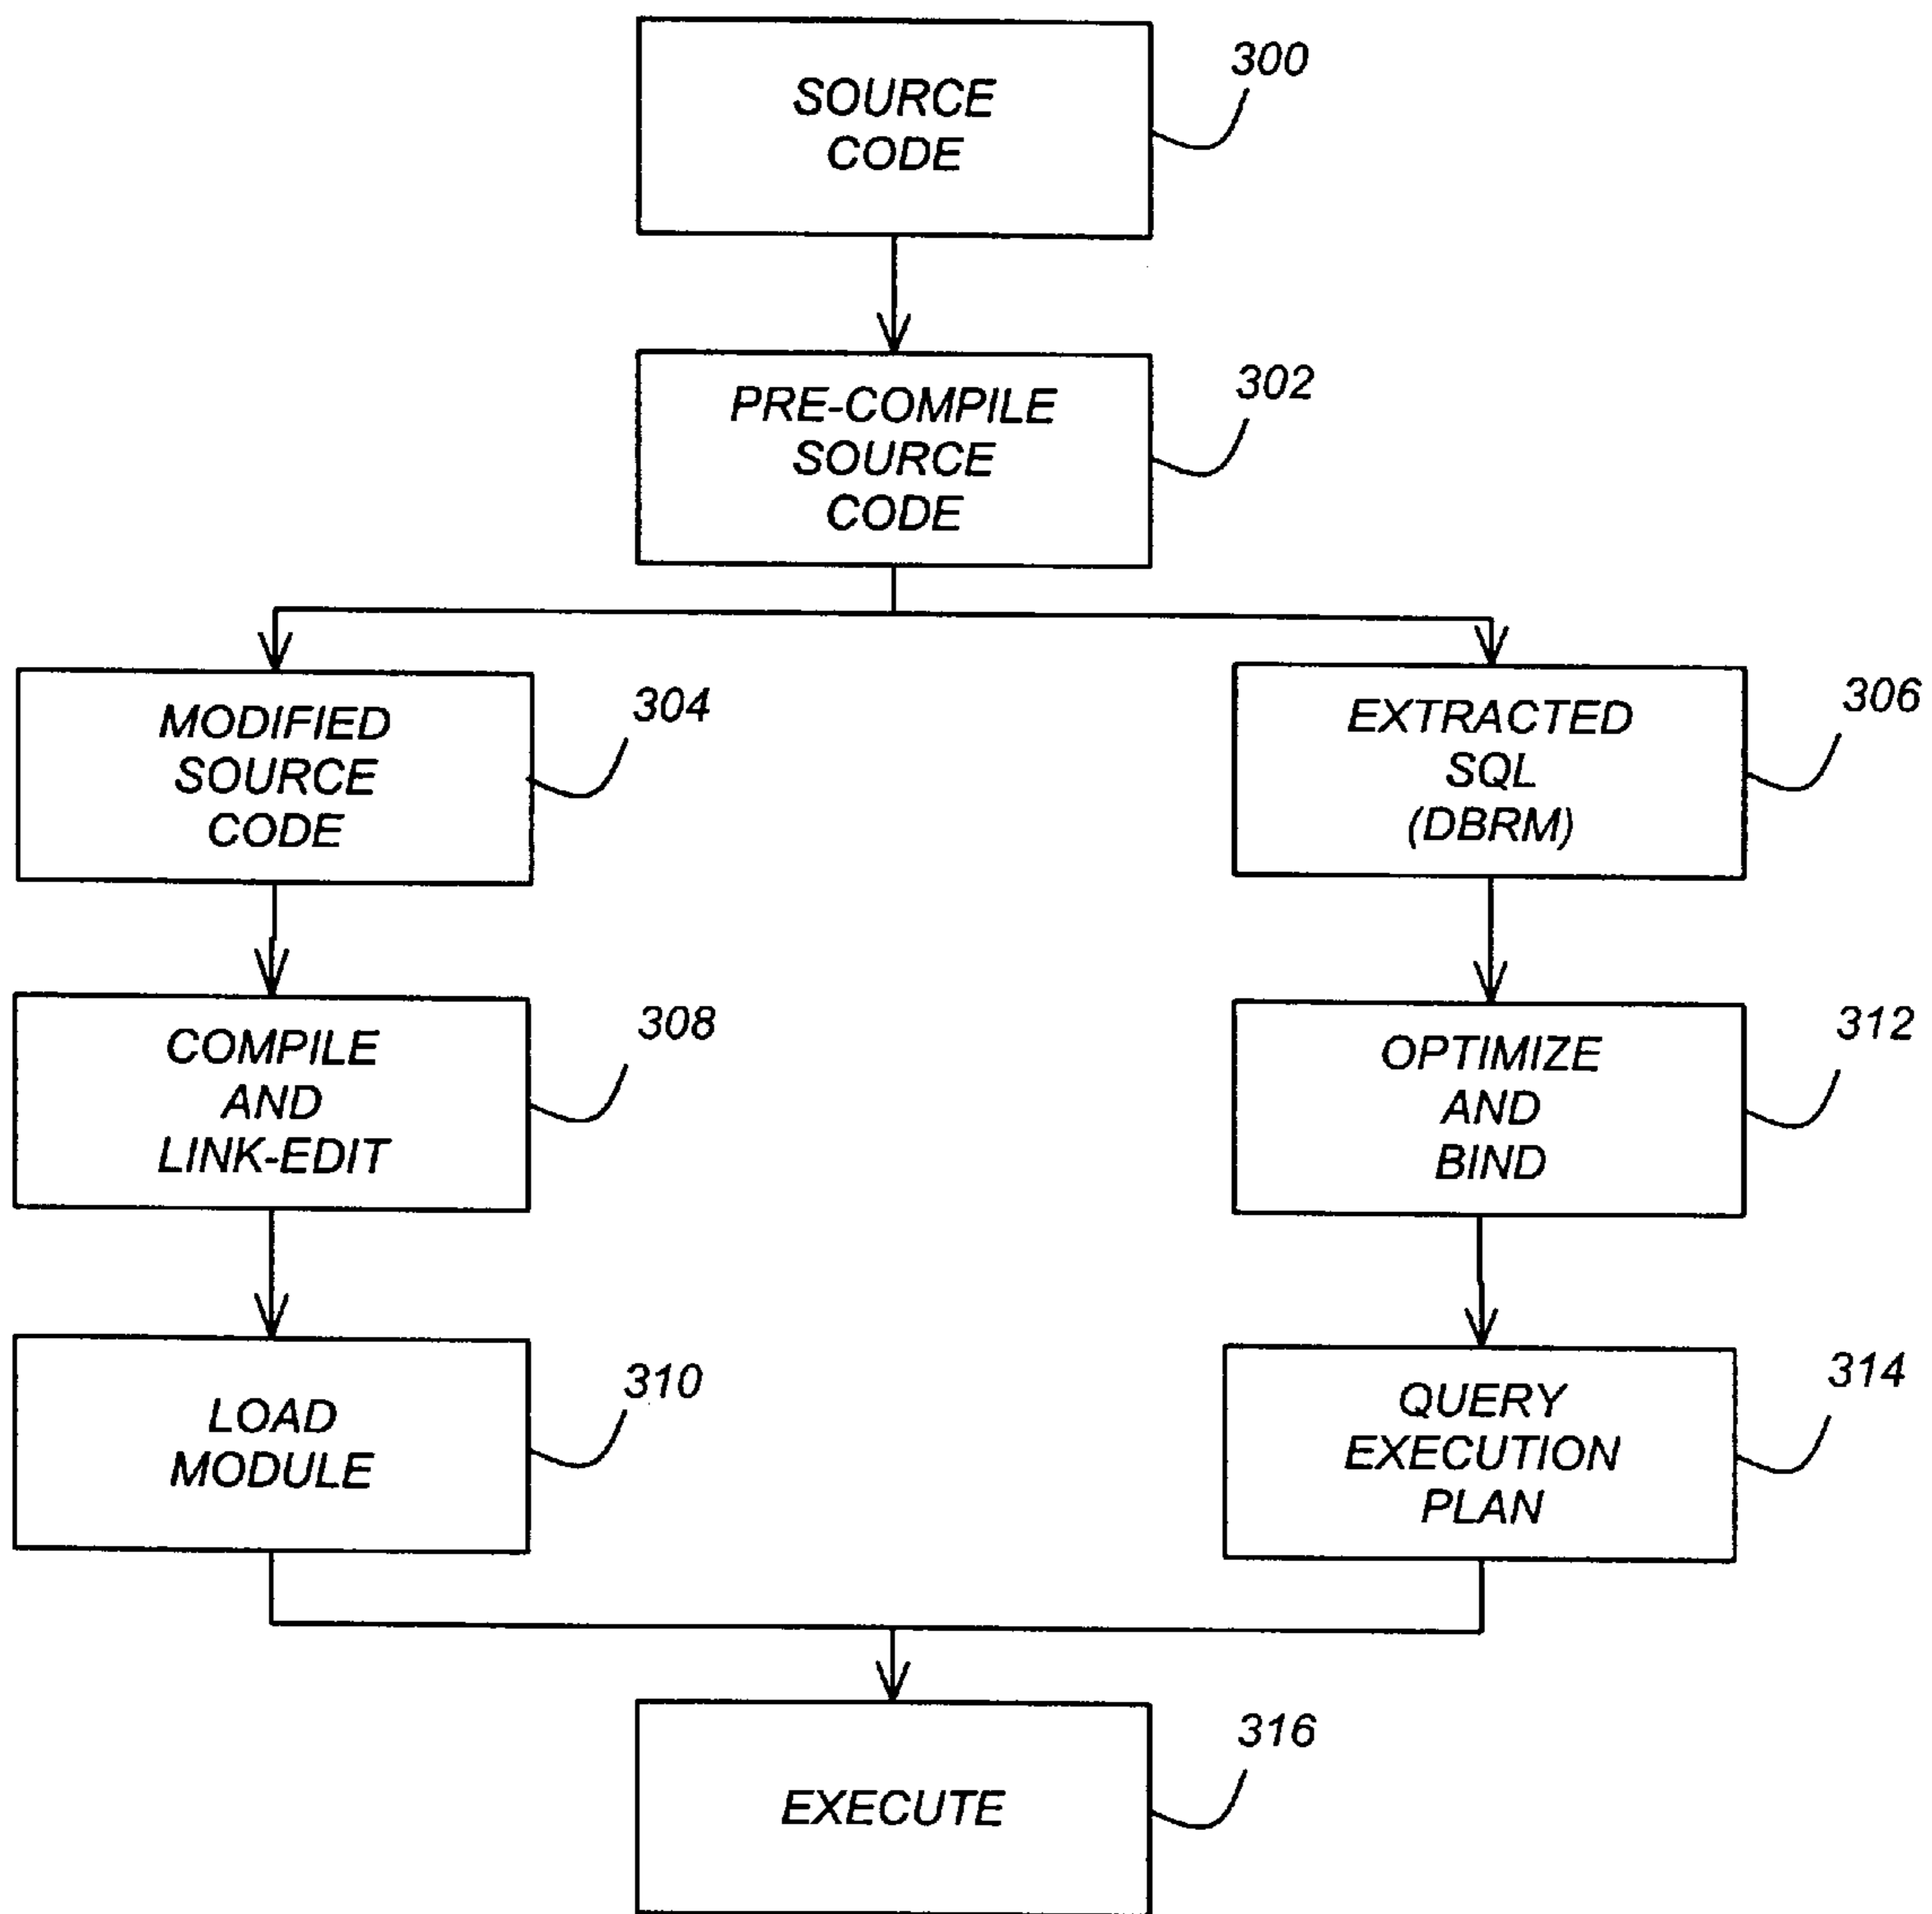 SOURCE
CODE
300
PRE-COMPILE
SOURCE
CODE
302
MODIFIED
SOURCE
CODE
304
EXTRACTED
SQL
(DBRM)
306
COMPILE
AND
LINK-EDIT
308
OPTIMIZE
AND
BIND
312
LOAD
MODULE
310
QUERY
EXECUTION
PLAN
314
EXECUTE
316